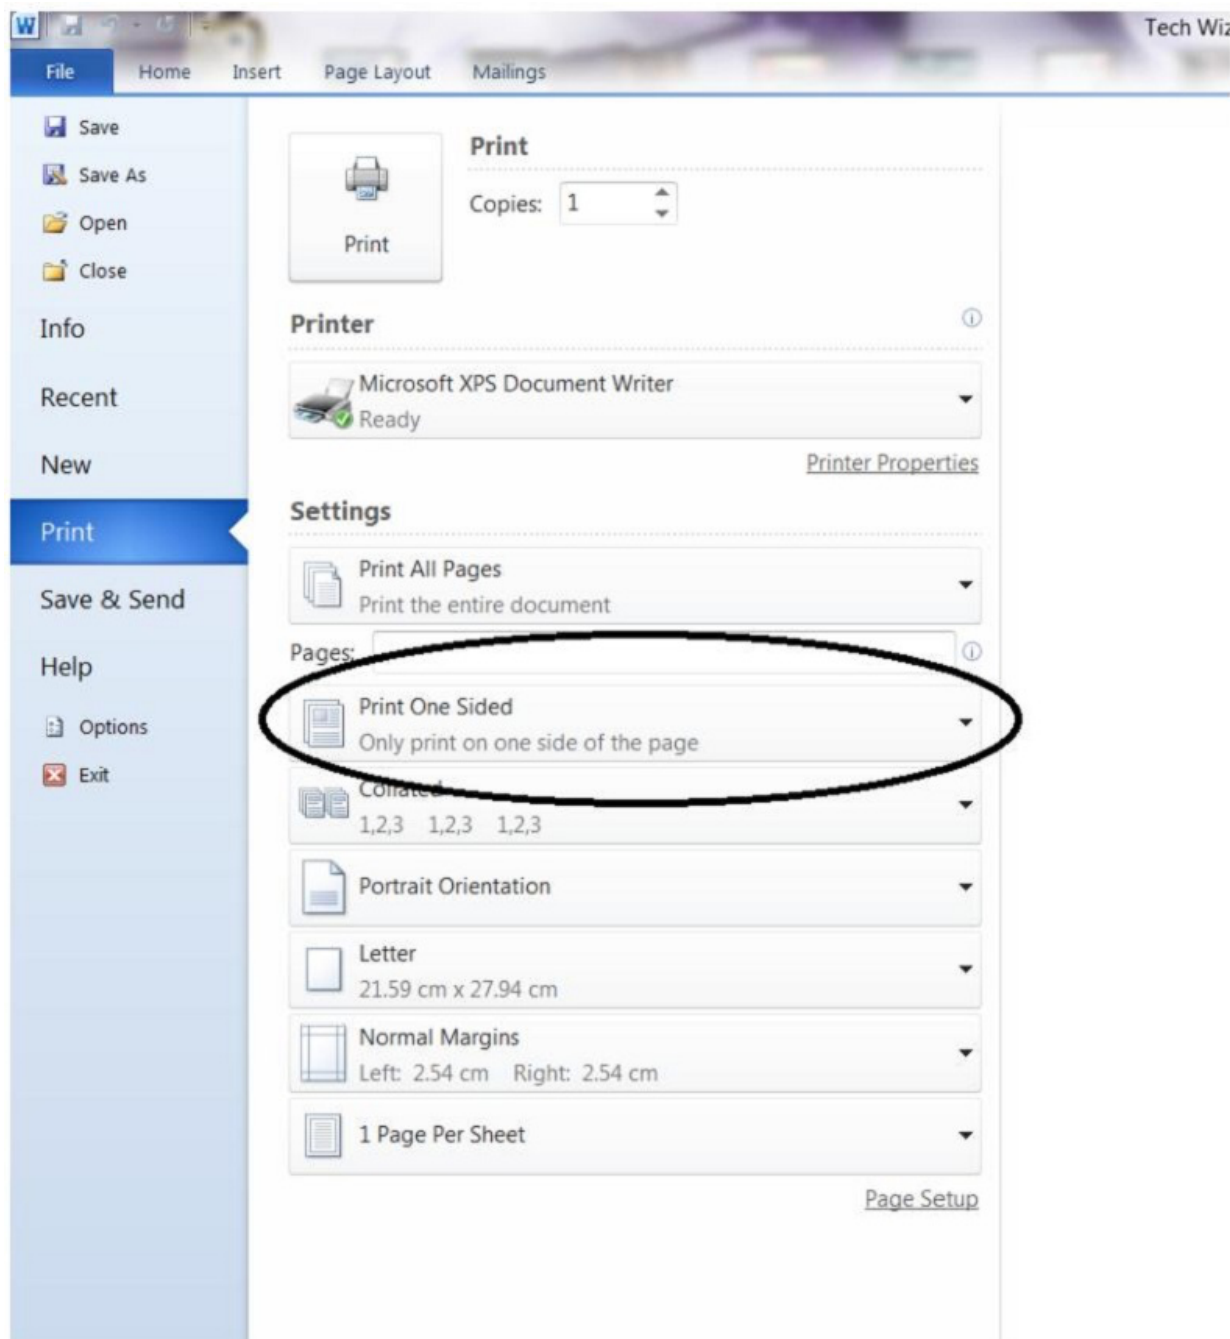 W
Tech Wiz
File Home Insert Page Layout Mailings
Save
Save As
Open
Close
Info
Recent
New
Print
Save & Send
Help
Options
Exit
Print
Print
Copies: 1
Printer
Microsoft XPS Document Writer
Ready
Printer Properties
Settings
Print All Pages
Print the entire document
Pages:
Print One Sided
Only print on one side of the page
Collated
1,2,3 1,2,3 1,2,3
Portrait Orientation
Letter
21.59 cm x 27.94 cm
Normal Margins
Left: 2.54 cm Right: 2.54 cm
1 Page Per Sheet
Page Setup